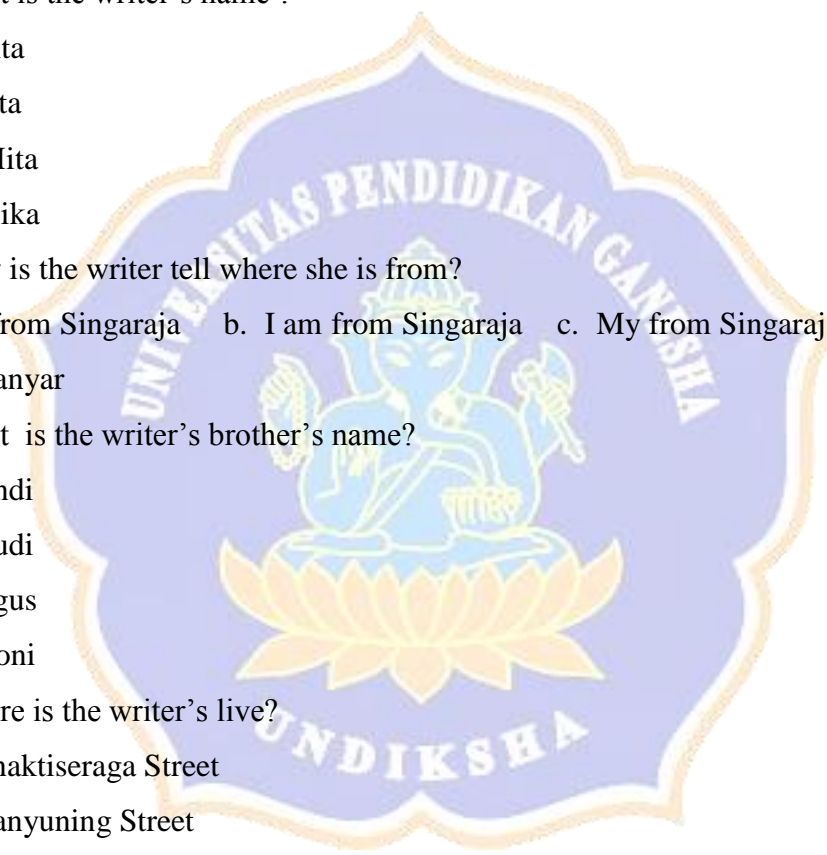 t is the writer’s name ?
ta
ta
Iita
ika
is the writer tell where she is from?
from Singaraja b. I am from Singaraja c. My from Singaraj
anyar
t is the writer’s brother’s name?
ndi
udi
gus
oni
re is the writer’s live?
haktiseraga Street
anyuning Street
UNIVERSITAS PENDIDIKAN GANESHA
UNDIKSHA